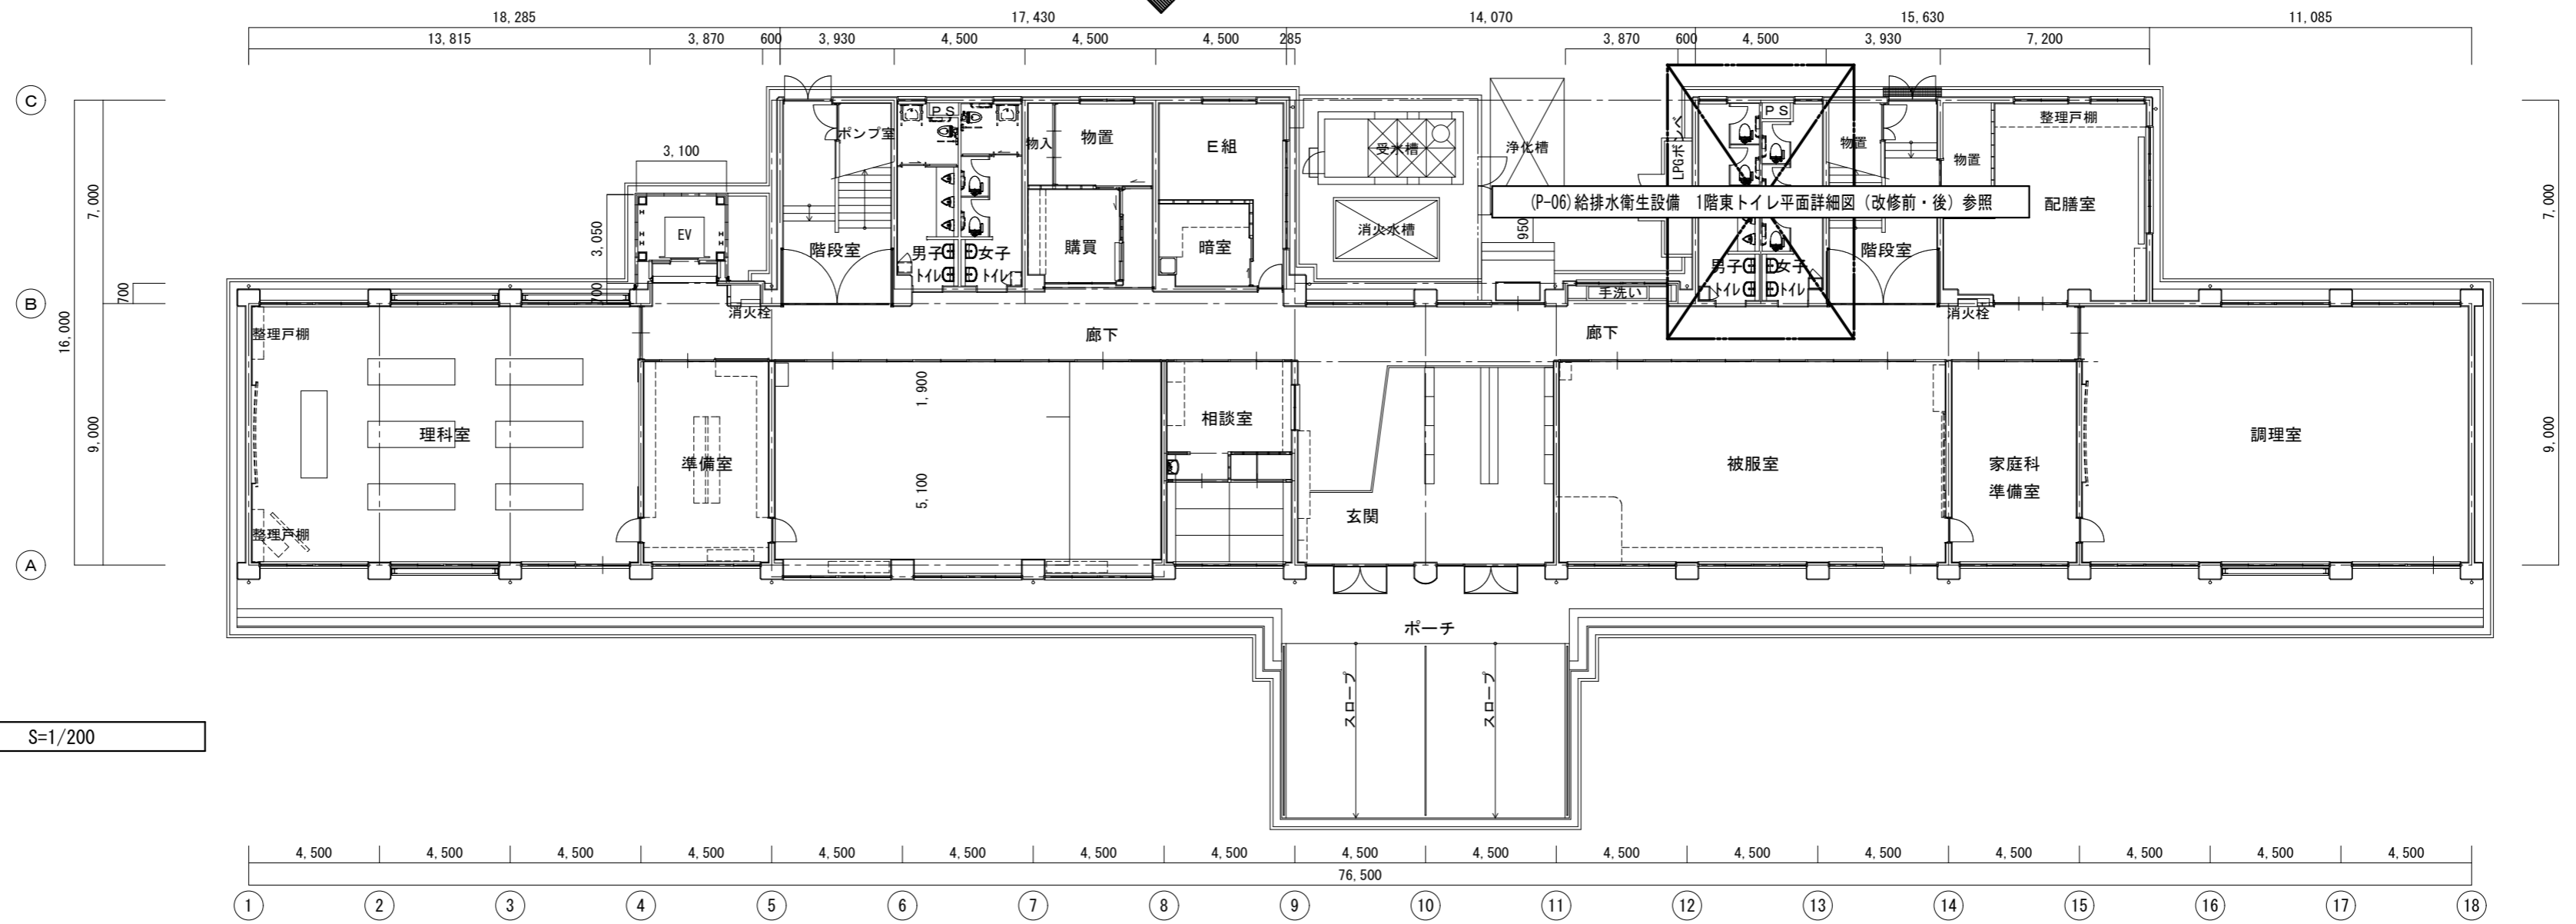 18,285 17,430 14,070 15,630 11,085
13,815 3,870 600 3,930 4,500 4,500 4,500 285 3,870 600 4,500 3,930 7,200
C
PS
PS
整理戸棚
ポンプ室
物入
物置
E組
受水槽
浄化槽
LPGボンベ
物置
物置
3,100
7,000
7,000
(P-06)給排水衛生設備 1階東トイレ平面詳細図(改修前・後)参照
配膳室
3,050
EV
階段室
男子
女子
トイレ
トイレ
購買
暗室
消火水槽
950
男子
女子
トイレ
トイレ
階段室
700
700
手洗い
B
消火栓
消火栓
16,000
整理戸棚
廊下
廊下
1,900
相談室
9,000
理科室
準備室
被服室
家庭科
準備室
調理室
9,000
5,100
玄関
整理戸棚
A
ポーチ
スロープ
スロープ
S=1/200
4,500 4,500 4,500 4,500 4,500 4,500 4,500 4,500 4,500 4,500 4,500 4,500 4,500 4,500 4,500 4,500 4,500
76,500
1 2 3 4 5 6 7 8 9 10 11 12 13 14 15 16 17 18